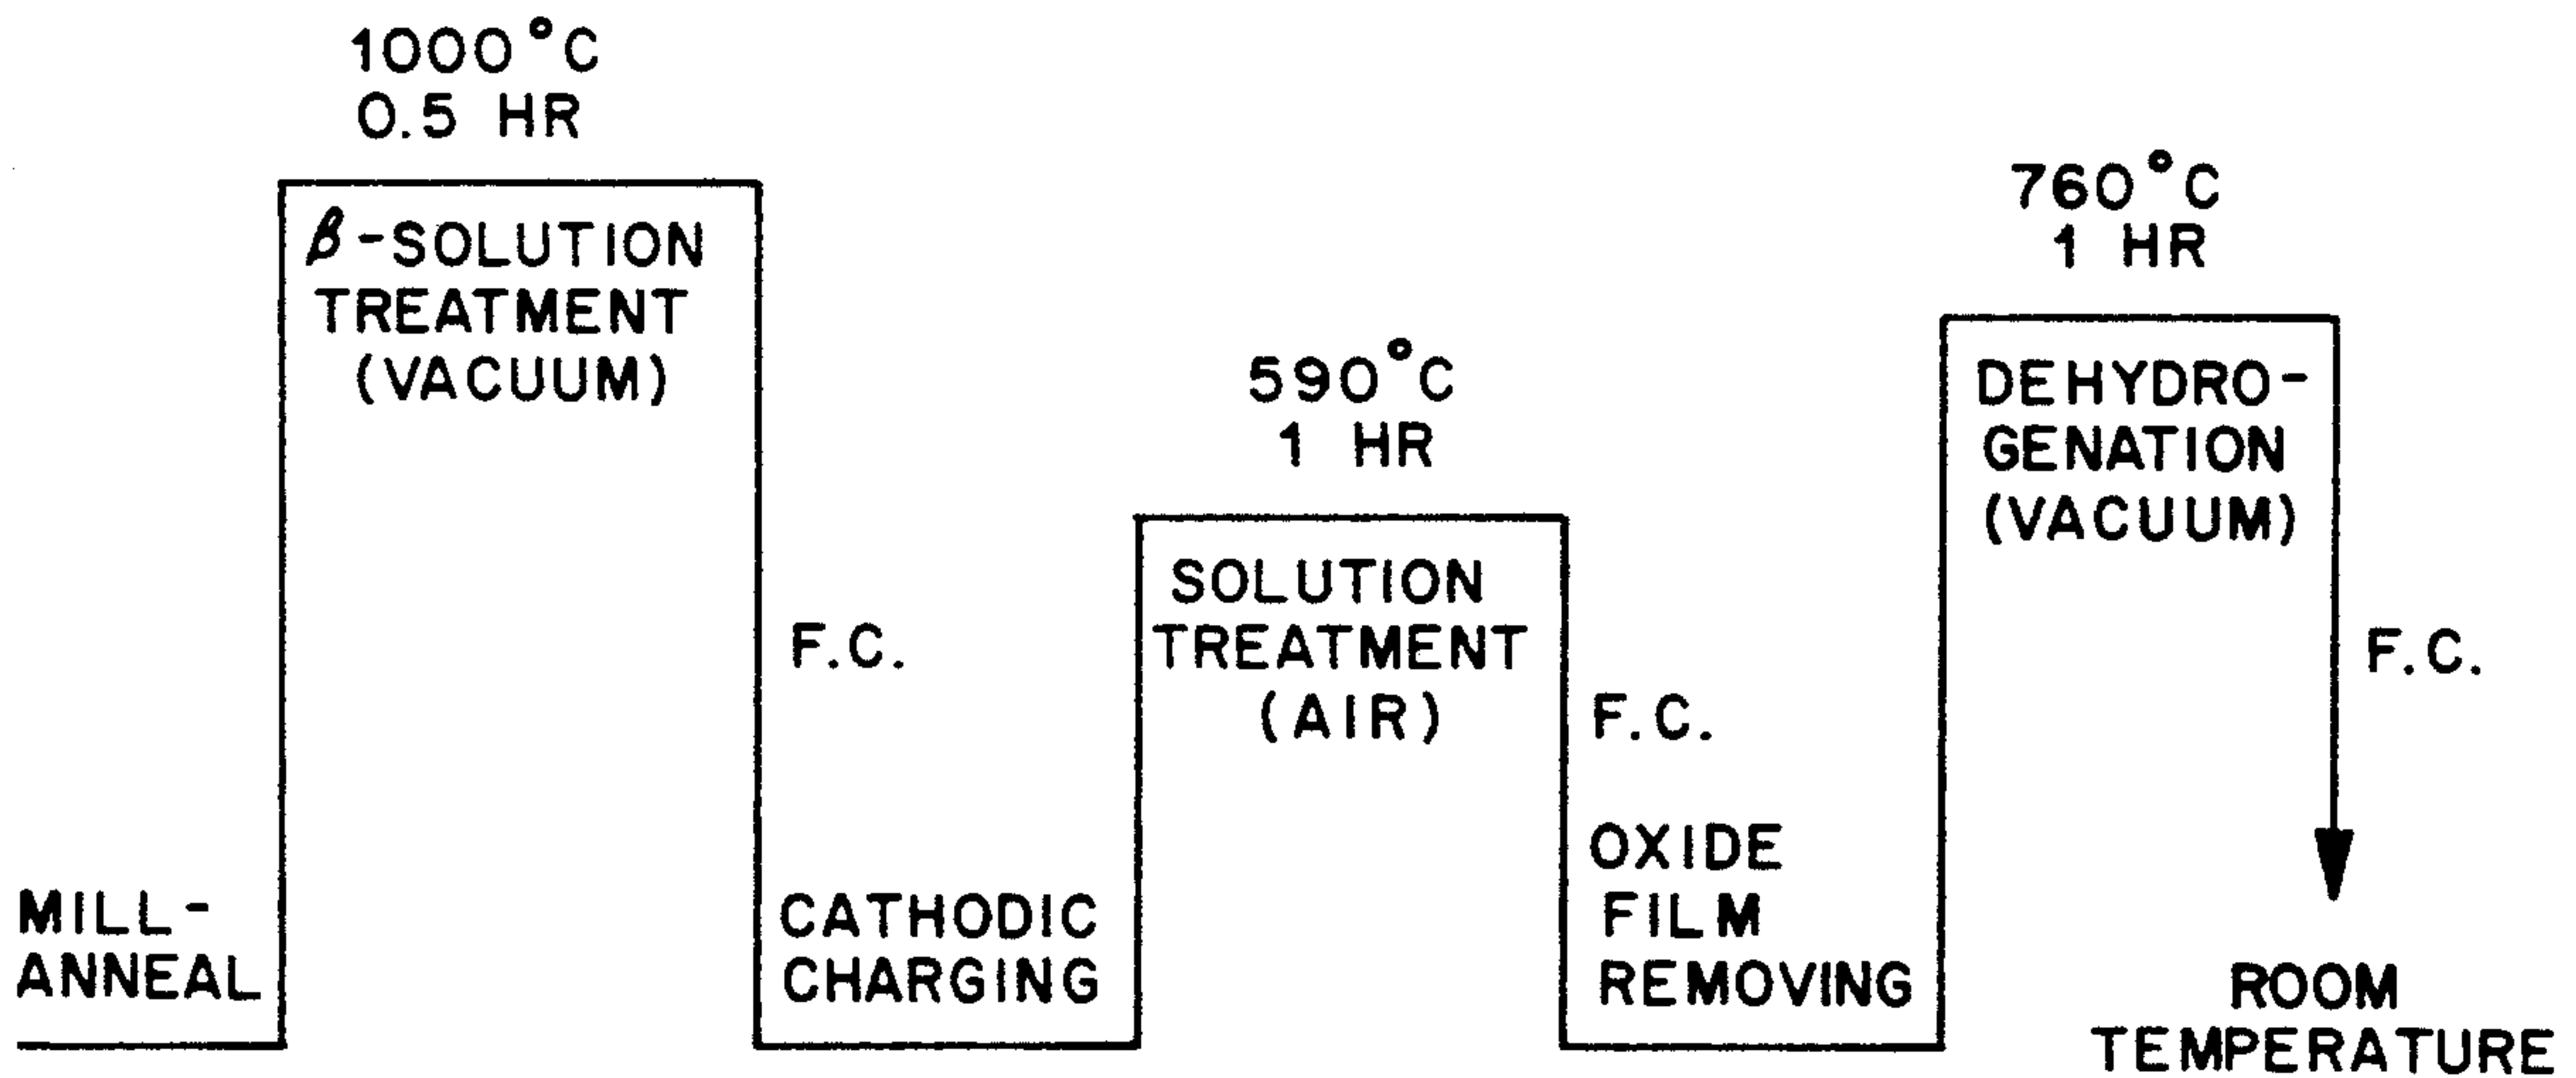 MILL-
ANNEAL
1000°C
0.5 HR
β-SOLUTION
TREATMENT
(VACUUM)
F.C.
CATHODIC
CHARGING
590°C
1 HR
SOLUTION
TREATMENT
(AIR)
F.C.
OXIDE
FILM
REMOVING
760°C
1 HR
DEHYDRO-
GENATION
(VACUUM)
F.C.
ROOM
TEMPERATURE